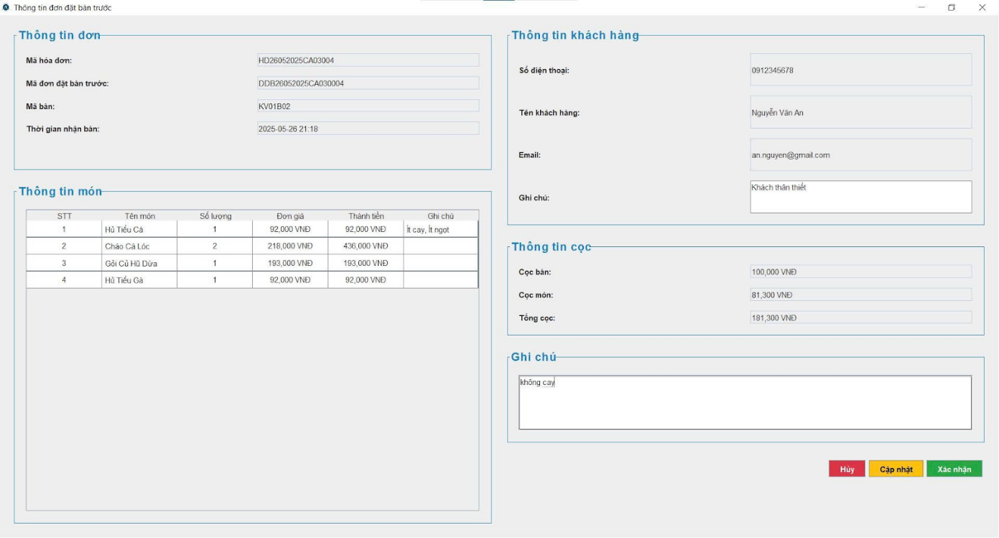 Thông tin đơn đặt bàn trước
Thông tin đơn
Mã hóa đơn: HD26052025CA03004
Mã đơn đặt bàn trước: DDB26052025CA030004
Mã bàn: KV01B02
Thời gian nhận bàn: 2025-05-26 21:18
Thông tin món
STT Tên món Số lượng Đơn giá Thành tiền Ghi chú
1 Hủ Tiếu Cá 1 92,000 VNĐ 92,000 VNĐ Ít cay, Ít ngọt
2 Cháo Cá Lóc 2 218,000 VNĐ 436,000 VNĐ
3 Gỏi Củ Hũ Dừa 1 193,000 VNĐ 193,000 VNĐ
4 Hủ Tiếu Gà 1 92,000 VNĐ 92,000 VNĐ
Thông tin khách hàng
Số điện thoại: 0912345678
Tên khách hàng: Nguyễn Văn An
Email: an.nguyen@gmail.com
Ghi chú: Khách thân thiết
Thông tin cọc
Cọc bàn: 100,000 VNĐ
Cọc món: 81,300 VNĐ
Tổng cọc: 181,300 VNĐ
Ghi chú
không cay
Hủy Cập nhật Xác nhận